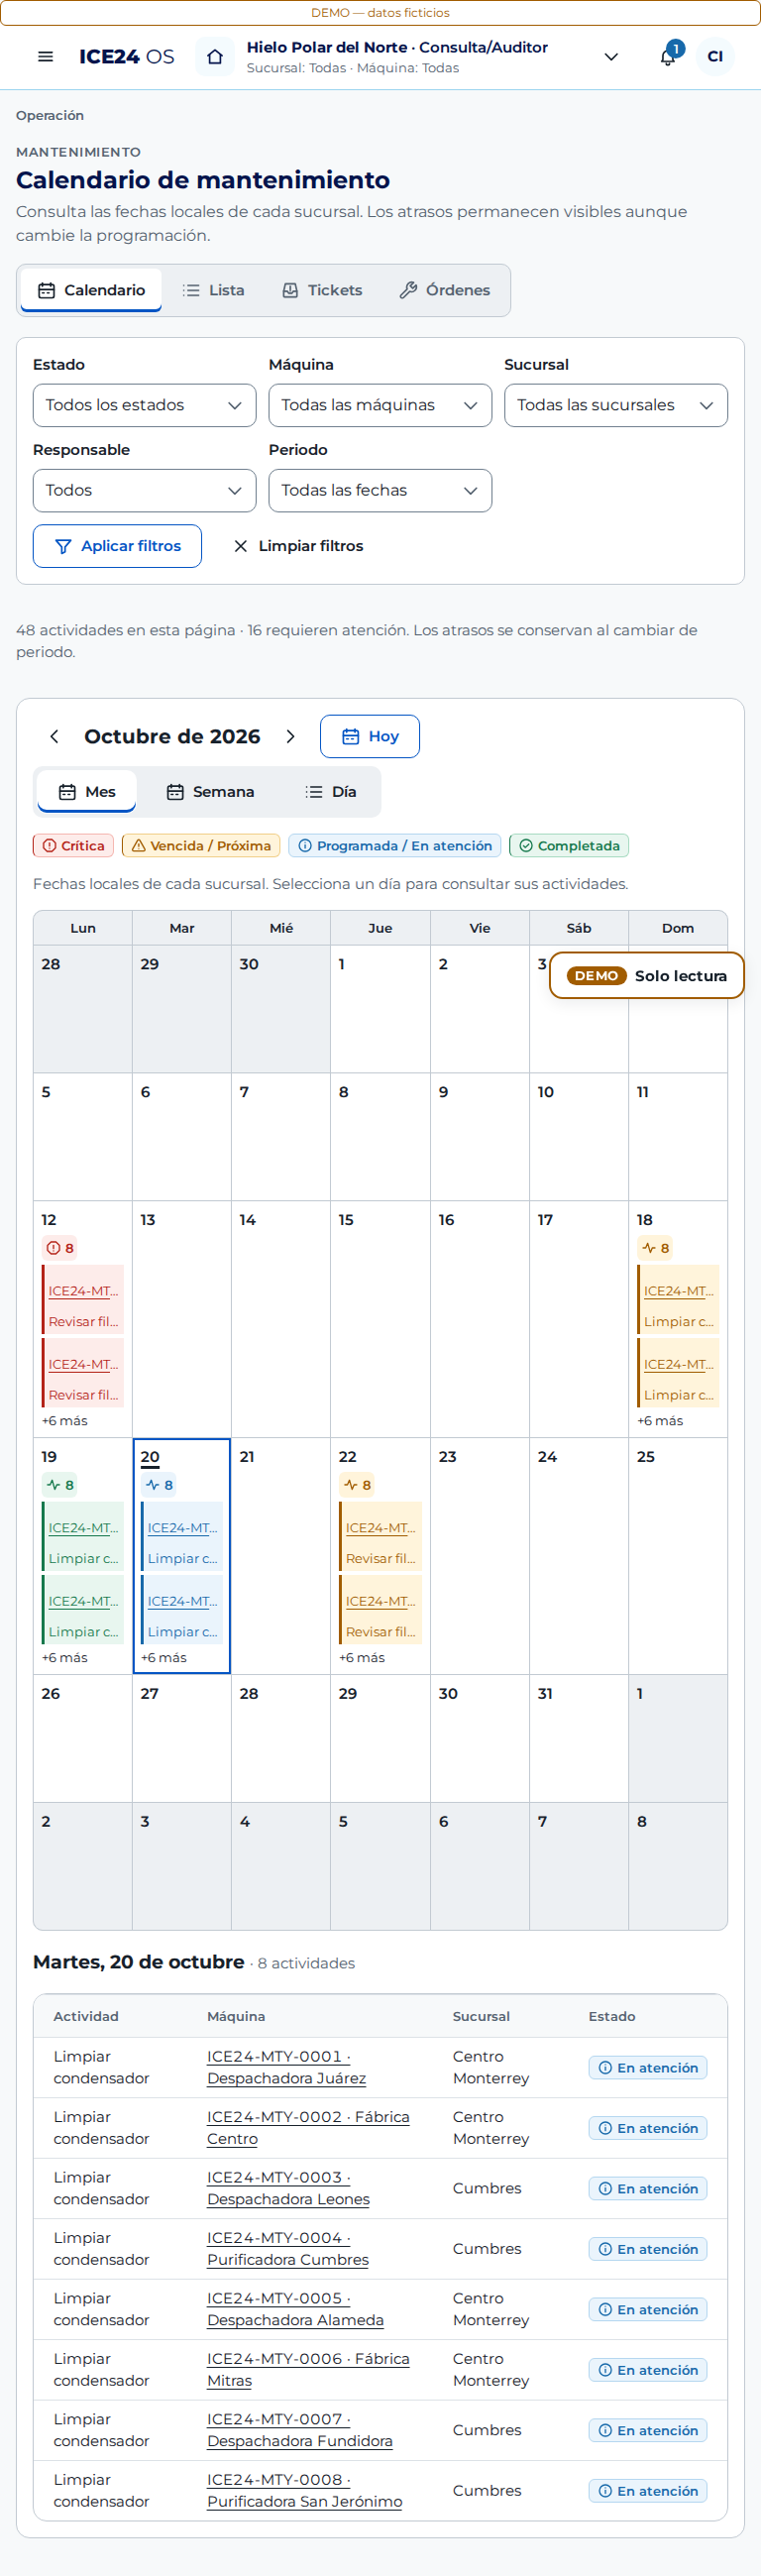 DEMO — datos ficticios
ICE24 OS
Hielo Polar del Norte · Consulta/Auditor
Sucursal: Todas · Máquina: Todas
1
CI
Operación
MANTENIMIENTO
Calendario de mantenimiento
Consulta las fechas locales de cada sucursal. Los atrasos permanecen visibles aunque
cambie la programación.
Calendario Lista Tickets Órdenes
Estado Máquina Sucursal
Todos los estados Todas las máquinas Todas las sucursales
Responsable Periodo
Todos Todas las fechas
Aplicar filtros Limpiar filtros
48 actividades en esta página · 16 requieren atención. Los atrasos se conservan al cambiar de
periodo.
Octubre de 2026 Hoy
Mes Semana Día
Crítica Vencida / Próxima Programada / En atención Completada
Fechas locales de cada sucursal. Selecciona un día para consultar sus actividades.
Lun Mar Mié Jue Vie Sáb Dom
28 29 30 1 2 3
DEMO Solo lectura
5 6 7 8 9 10 11
12 13 14 15 16 17 18
8 8
ICE24-MT... ICE24-MT...
Revisar fil... Limpiar c...
ICE24-MT... ICE24-MT...
Revisar fil... Limpiar c...
+6 más +6 más
19 20 21 22 23 24 25
8 8 8
ICE24-MT... ICE24-MT... ICE24-MT...
Limpiar c... Limpiar c... Revisar fil...
ICE24-MT... ICE24-MT... ICE24-MT...
Limpiar c... Limpiar c... Revisar fil...
+6 más +6 más +6 más
26 27 28 29 30 31 1
2 3 4 5 6 7 8
Martes, 20 de octubre · 8 actividades
Actividad Máquina Sucursal Estado
Limpiar ICE24-MTY-0001 · Centro En atención
condensador Despachadora Juárez Monterrey
Limpiar ICE24-MTY-0002 · Fábrica Centro En atención
condensador Centro Monterrey
Limpiar ICE24-MTY-0003 · Cumbres En atención
condensador Despachadora Leones
Limpiar ICE24-MTY-0004 · Cumbres En atención
condensador Purificadora Cumbres
Limpiar ICE24-MTY-0005 · Centro En atención
condensador Despachadora Alameda Monterrey
Limpiar ICE24-MTY-0006 · Fábrica Centro En atención
condensador Mitras Monterrey
Limpiar ICE24-MTY-0007 · Cumbres En atención
condensador Despachadora Fundidora
Limpiar ICE24-MTY-0008 · Cumbres En atención
condensador Purificadora San Jerónimo